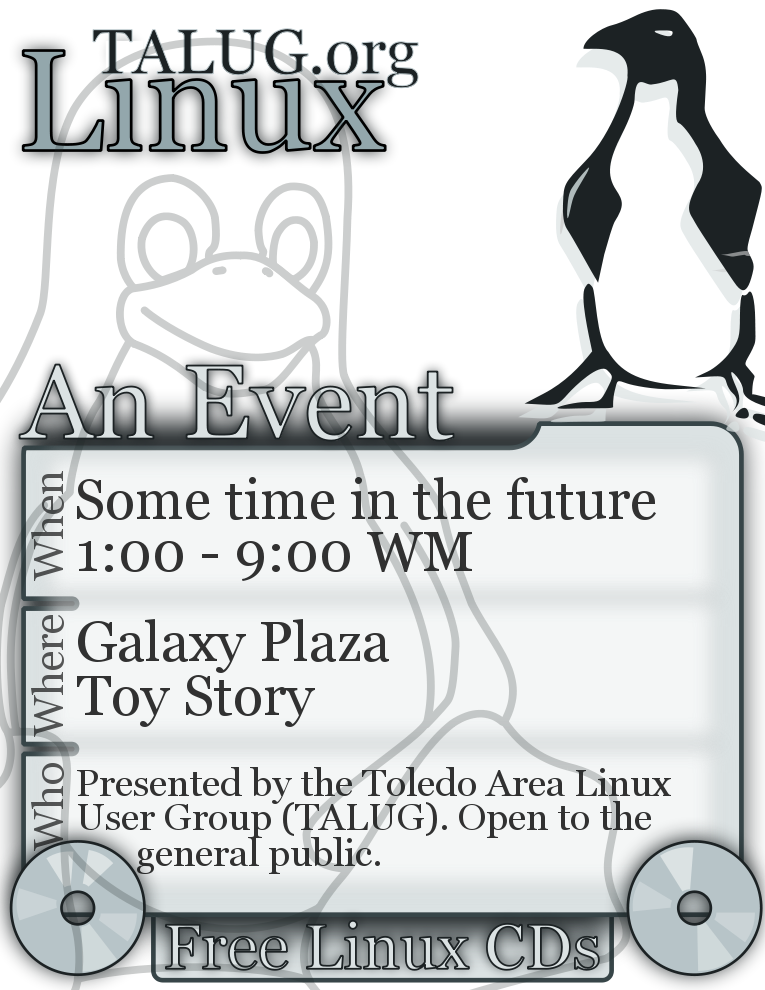 TALUG.org
Linux
An Event
When
Some time in the future
1:00 - 9:00 WM
Where
Galaxy Plaza
Toy Story
Who
Presented by the Toledo Area Linux
User Group (TALUG). Open to the
general public.
Free Linux CDs